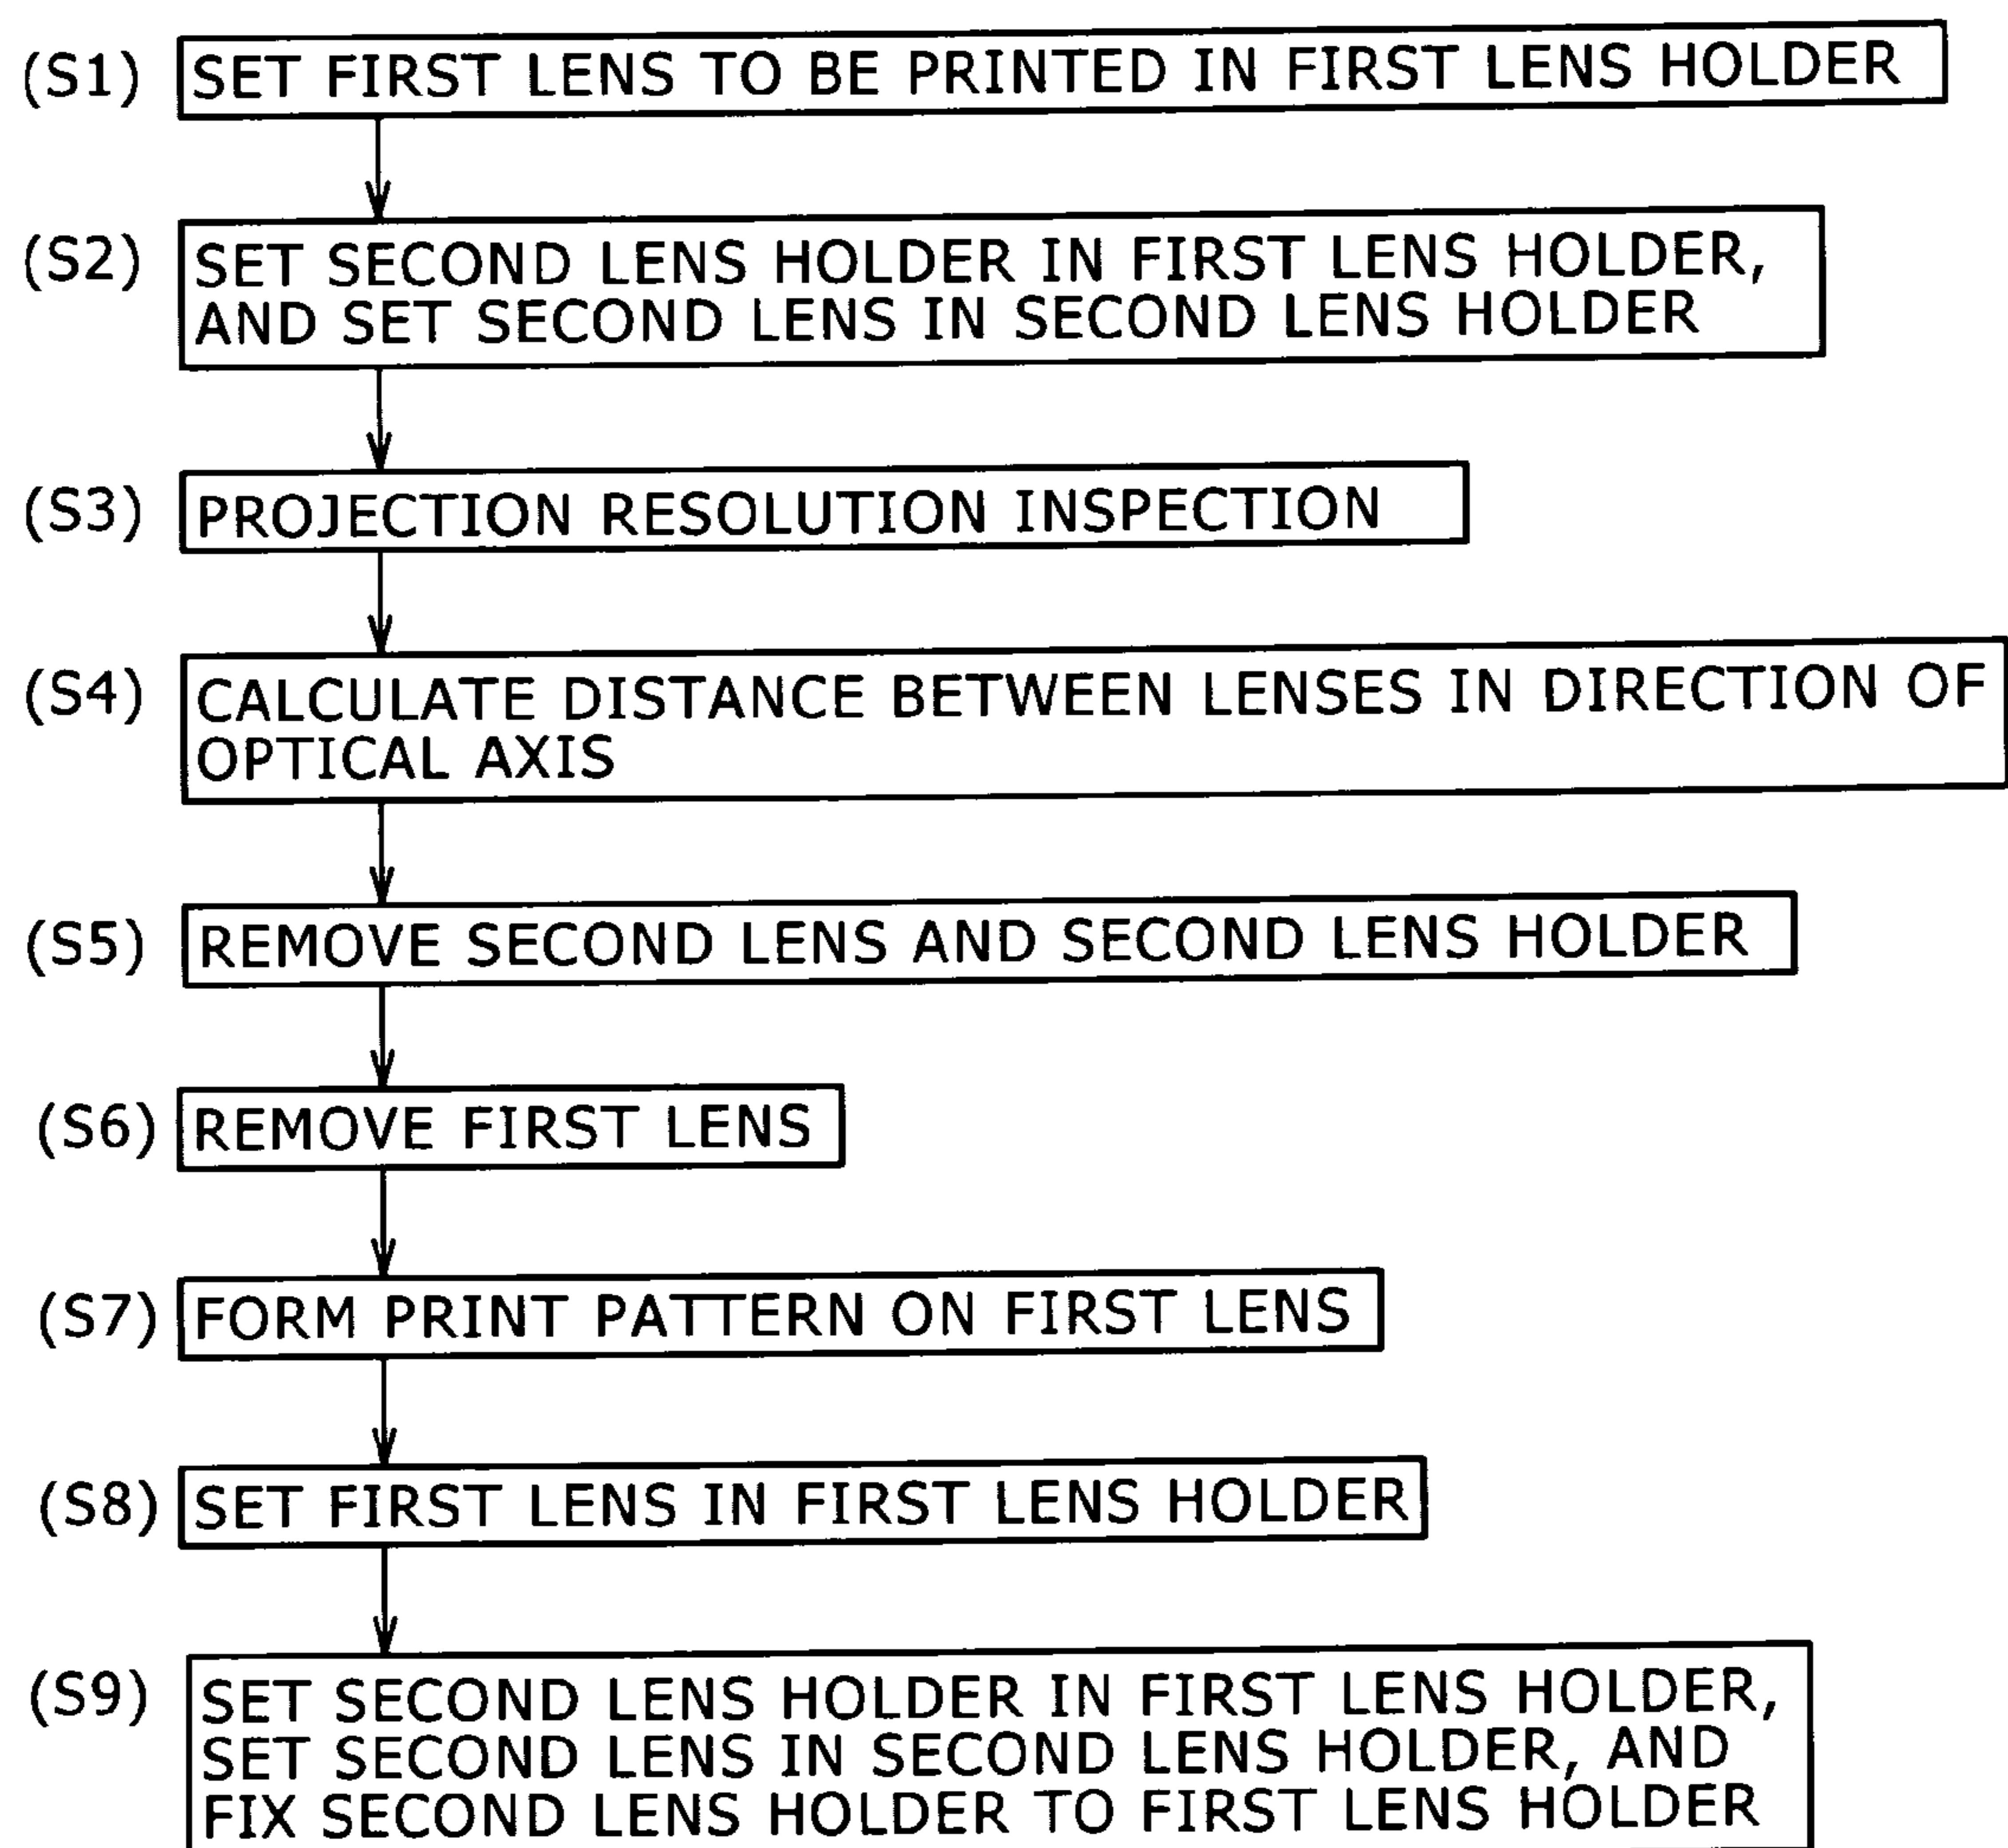 (S1) SET FIRST LENS TO BE PRINTED IN FIRST LENS HOLDER
(S2) SET SECOND LENS HOLDER IN FIRST LENS HOLDER,
AND SET SECOND LENS IN SECOND LENS HOLDER
(S3) PROJECTION RESOLUTION INSPECTION
(S4) CALCULATE DISTANCE BETWEEN LENSES IN DIRECTION OF
OPTICAL AXIS
(S5) REMOVE SECOND LENS AND SECOND LENS HOLDER
(S6) REMOVE FIRST LENS
(S7) FORM PRINT PATTERN ON FIRST LENS
(S8) SET FIRST LENS IN FIRST LENS HOLDER
(S9) SET SECOND LENS HOLDER IN FIRST LENS HOLDER,
SET SECOND LENS IN SECOND LENS HOLDER, AND
FIX SECOND LENS HOLDER TO FIRST LENS HOLDER